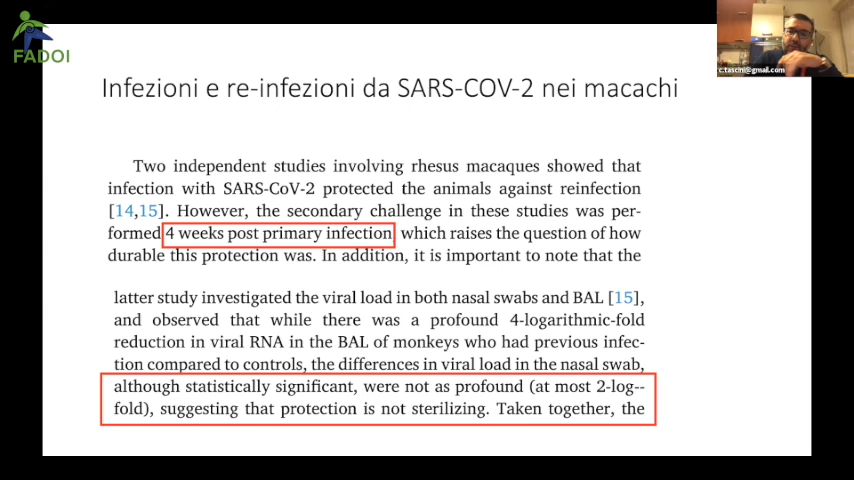 FADOI
c.tascini@gmail.com
Infezioni e re-infezioni da SARS-COV-2 nei macachi
Two independent studies involving rhesus macaques showed that
infection with SARS-CoV-2 protected the animals against reinfection
[14,15]. However, the secondary challenge in these studies was per-
formed 4 weeks post primary infection, which raises the question of how
durable this protection was. In addition, it is important to note that the
latter study investigated the viral load in both nasal swabs and BAL [15],
and observed that while there was a profound 4-logarithmic-fold
reduction in viral RNA in the BAL of monkeys who had previous infec-
tion compared to controls, the differences in viral load in the nasal swab,
although statistically significant, were not as profound (at most 2-log--
fold), suggesting that protection is not sterilizing. Taken together, the